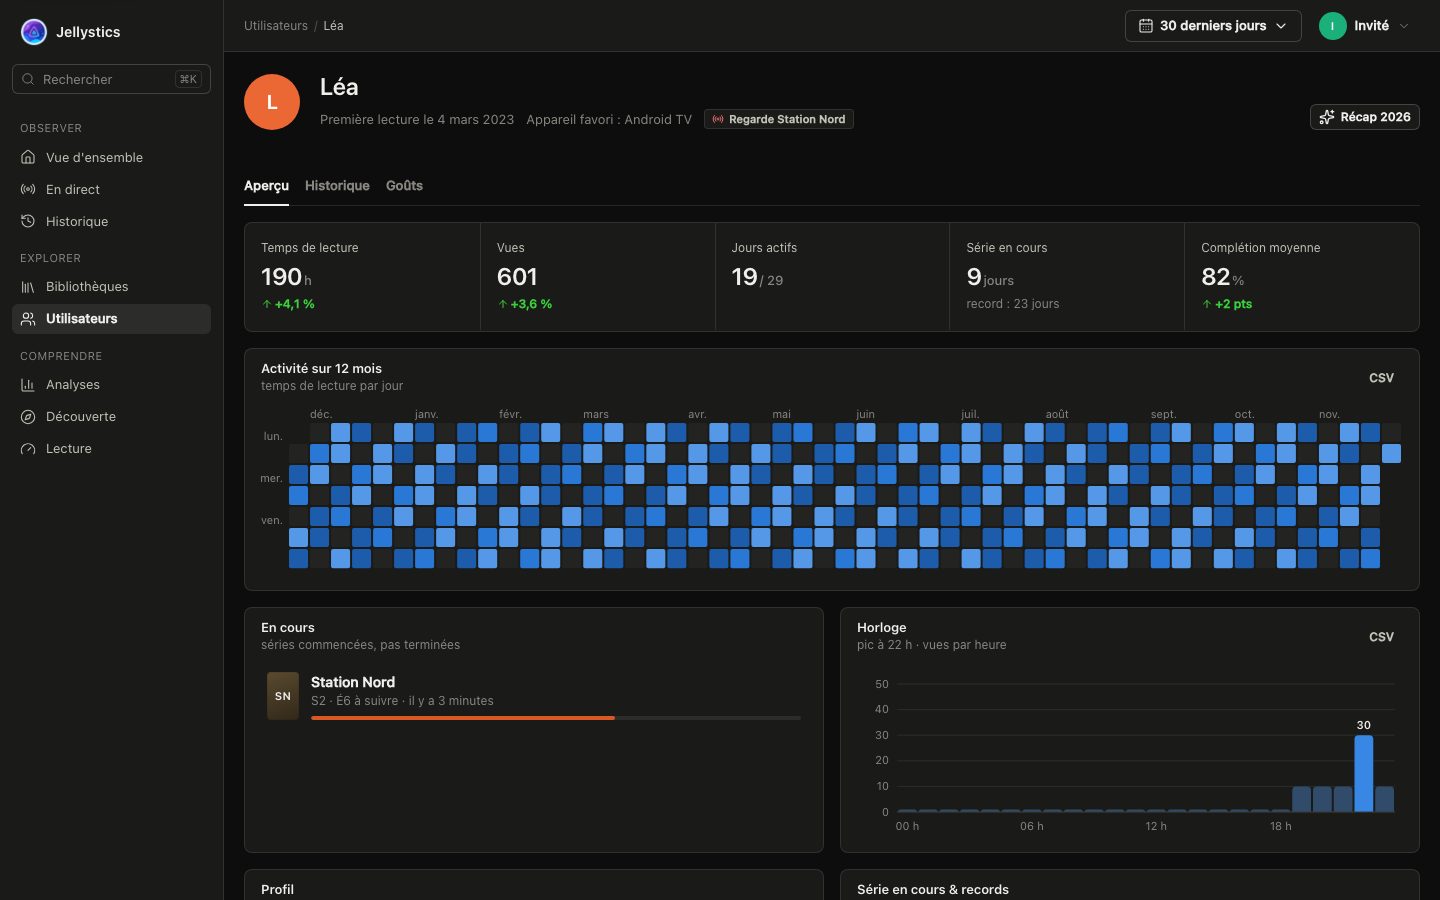 Jellystics
Rechercher ⌘K
OBSERVER
Vue d'ensemble
En direct
Historique
EXPLORER
Bibliothèques
Utilisateurs
COMPRENDRE
Analyses
Découverte
Lecture
Utilisateurs / Léa
30 derniers jours
I Invité
L
Léa
Première lecture le 4 mars 2023 Appareil favori : Android TV Regarde Station Nord
Récap 2026
Aperçu Historique Goûts
Temps de lecture
190 h
↑ +4,1 %
Vues
601
↑ +3,6 %
Jours actifs
19 / 29
Série en cours
9 jours
record : 23 jours
Complétion moyenne
82 %
↑ +2 pts
Activité sur 12 mois
temps de lecture par jour
CSV
déc. janv. févr. mars avr. mai juin juil. août sept. oct. nov.
lun.
mer.
ven.
En cours
séries commencées, pas terminées
SN
Station Nord
S2 · É6 à suivre · il y a 3 minutes
Horloge
pic à 22 h · vues par heure
CSV
50
40
30
20
10
0
30
00 h 06 h 12 h 18 h
Profil
Série en cours & records